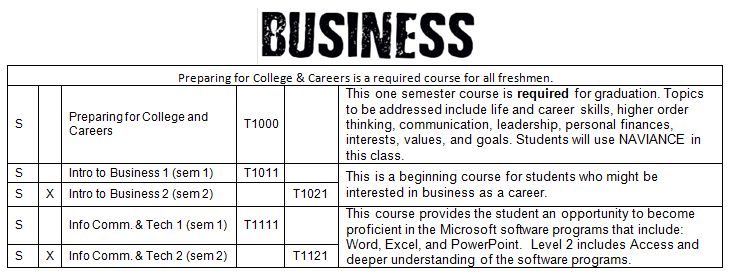 BUSINESS
Preparing for College & Careers is a required course for all freshmen.
S Preparing for College and Careers T1000 This one semester course is required for graduation. Topics
to be addressed include life and career skills, higher order
thinking, communication, leadership, personal finances,
interests, values, and goals. Students will use NAVIANCE in
this class.
S Intro to Business 1 (sem 1) T1011 This is a beginning course for students who might be
S X Intro to Business 2 (sem 2) T1021 interested in business as a career.
S Info Comm. & Tech 1 (sem 1) T1111 This course provides the student an opportunity to become
proficient in the Microsoft software programs that include:
Word, Excel, and PowerPoint. Level 2 includes Access and
S X Info Comm. & Tech 2 (sem 2) T1121 deeper understanding of the software programs.